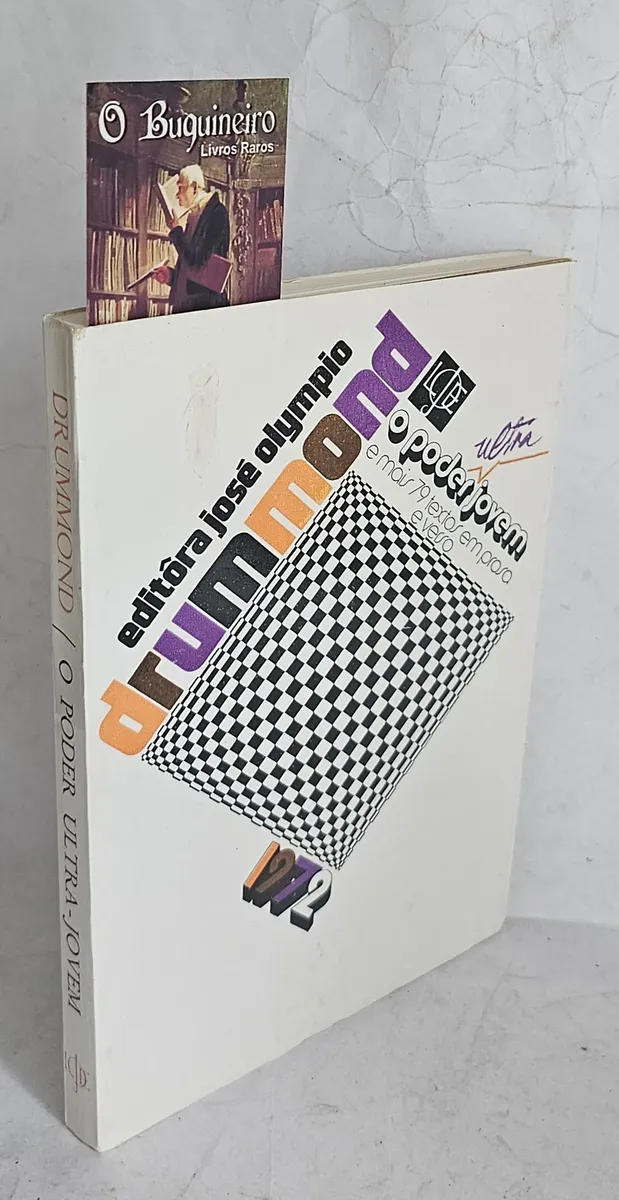 O Buquineiro
Livros Raros
DRUMMOND / O PODER ULTRA-JOVEM
editôra josé olympio
drummond
ultra
o poder jovem
e mais 79 textos em prosa
e verso
1972